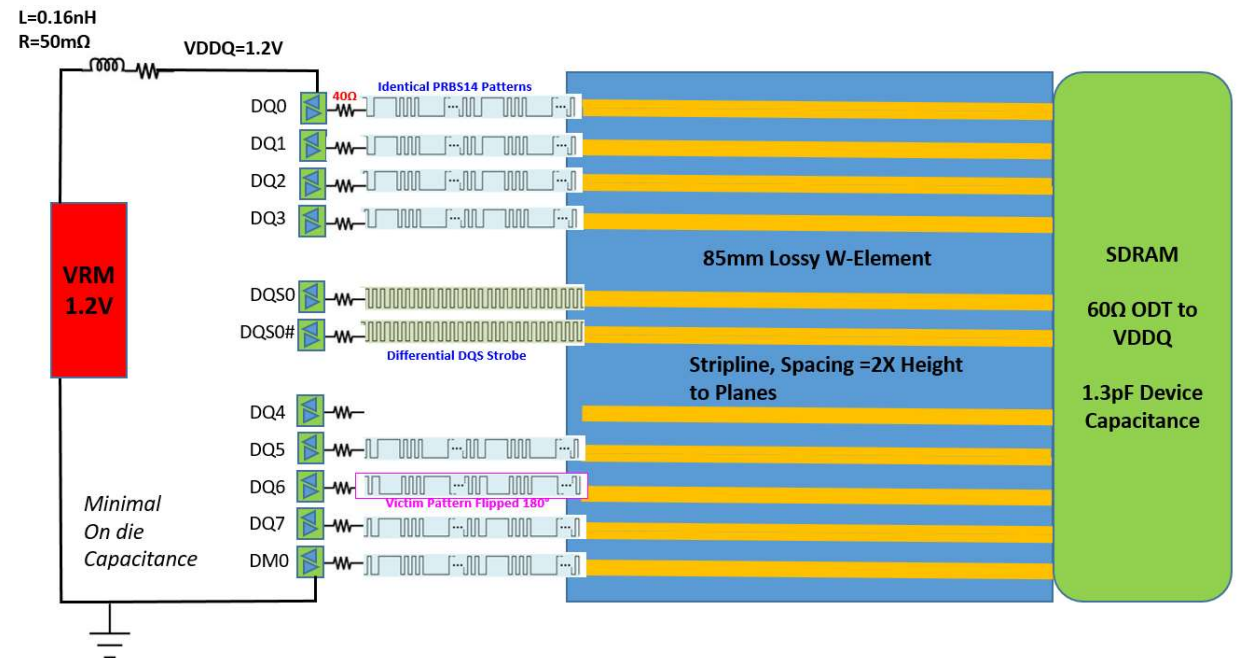 L=0.16nH
R=50mΩ
VDDQ=1.2V
Identical PRBS14 Patterns
DQ0
40Ω
DQ1
DQ2
DQ3
VRM
1.2V
85mm Lossy W-Element
SDRAM
60Ω ODT to
VDDQ
1.3pF Device
Capacitance
DQS0
DQS0#
Differential DQS Strobe
Stripline, Spacing =2X Height
to Planes
DQ4
DQ5
DQ6
Victim Pattern Flipped 180°
DQ7
DM0
Minimal
On die
Capacitance